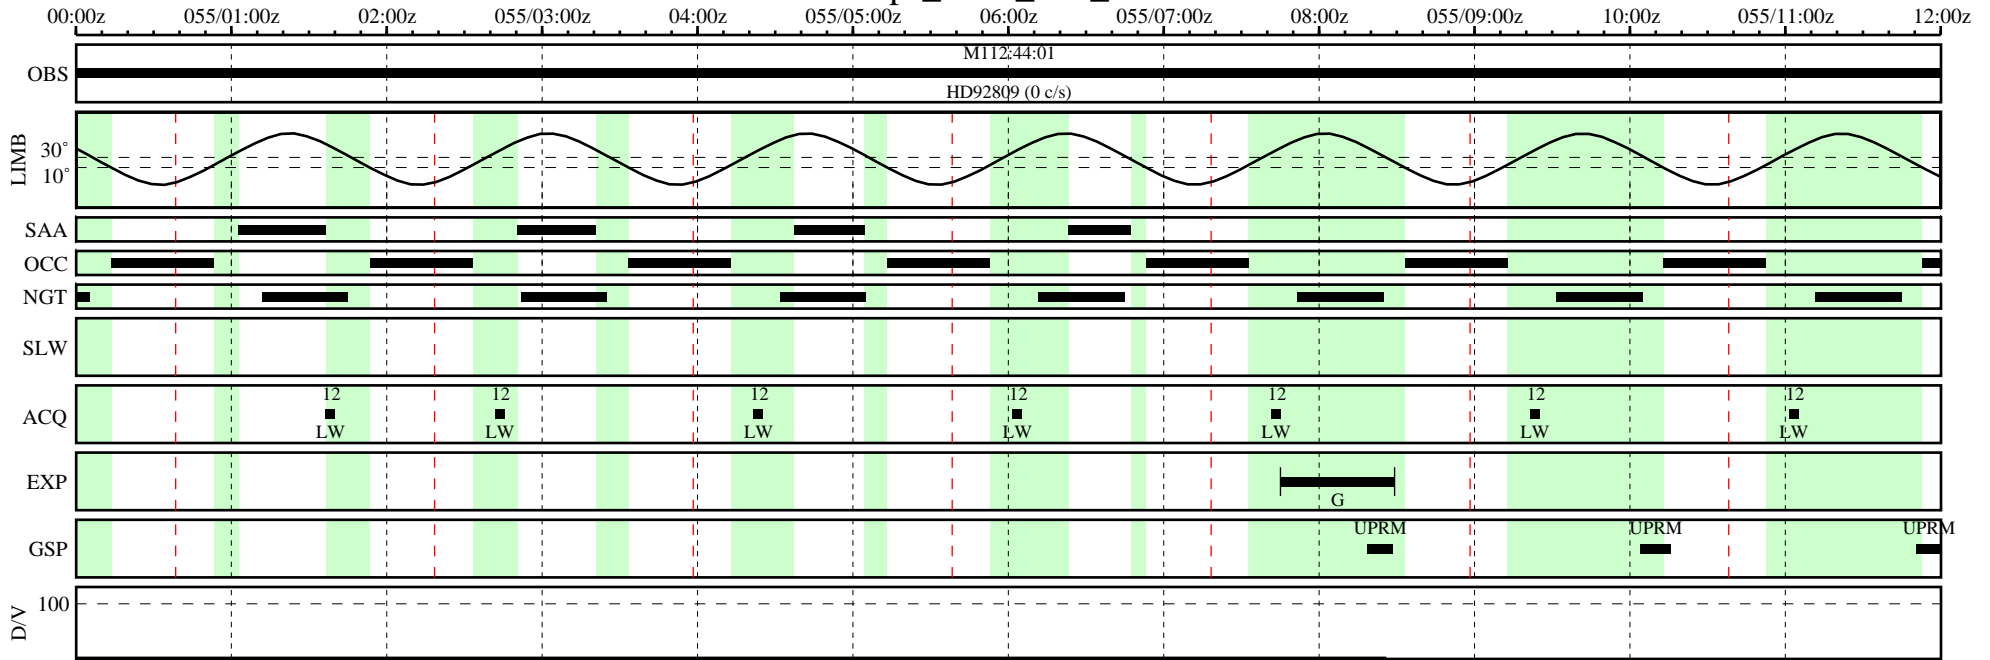 00:00z 055/01:00z 02:00z 055/03:00z 04:00z 055/05:00z 06:00z 055/07:00z 08:00z 055/09:00z 10:00z 055/11:00z 12:00z
OBS
M112:44:01
HD92809 (0 c/s)
LIMB
30°
10°
SAA
OCC
NGT
SLW
ACQ
12 12 12 12 12 12 12
LW LW LW LW LW LW LW
EXP
G
GSP
UPRM UPRM UPRM
D/V
100